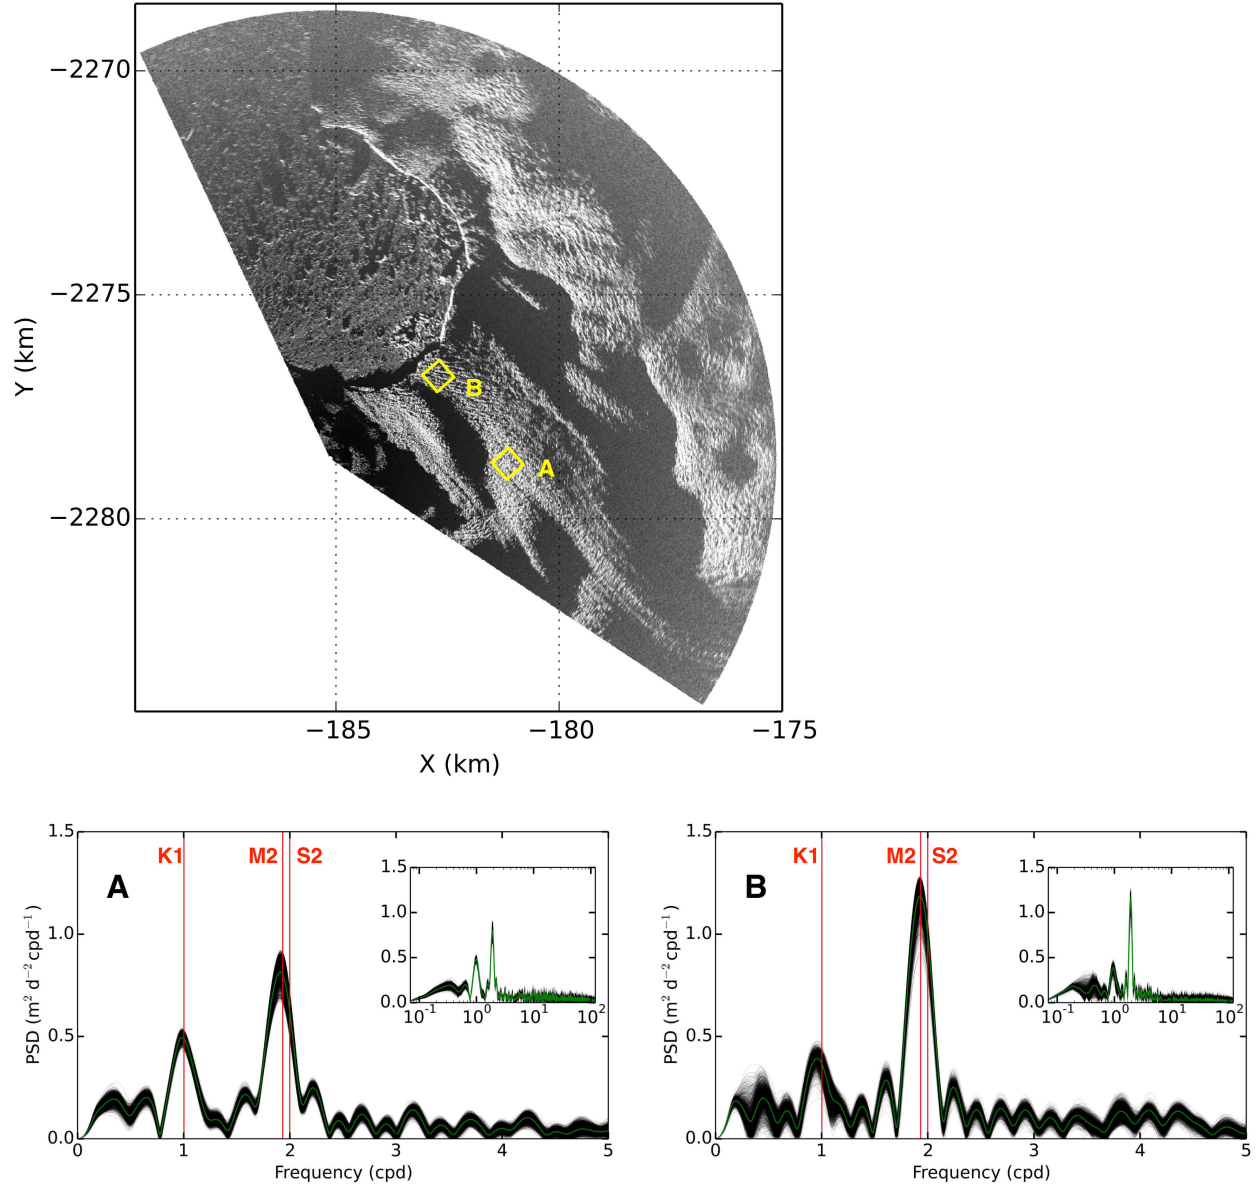 −2270
−2275
−2280
Y (km)
B
A
−185
−180
−175
X (km)
1.5
1.0
0.5
0.0
PSD (m² d⁻² cpd⁻¹)
K1
M2
S2
A
1.5
1.0
0.5
0.0
10⁻¹
10⁰
10¹
10²
0
1
2
3
4
5
Frequency (cpd)
1.5
1.0
0.5
0.0
PSD (m² d⁻² cpd⁻¹)
K1
M2
S2
B
1.5
1.0
0.5
0.0
10⁻¹
10⁰
10¹
10²
0
1
2
3
4
5
Frequency (cpd)